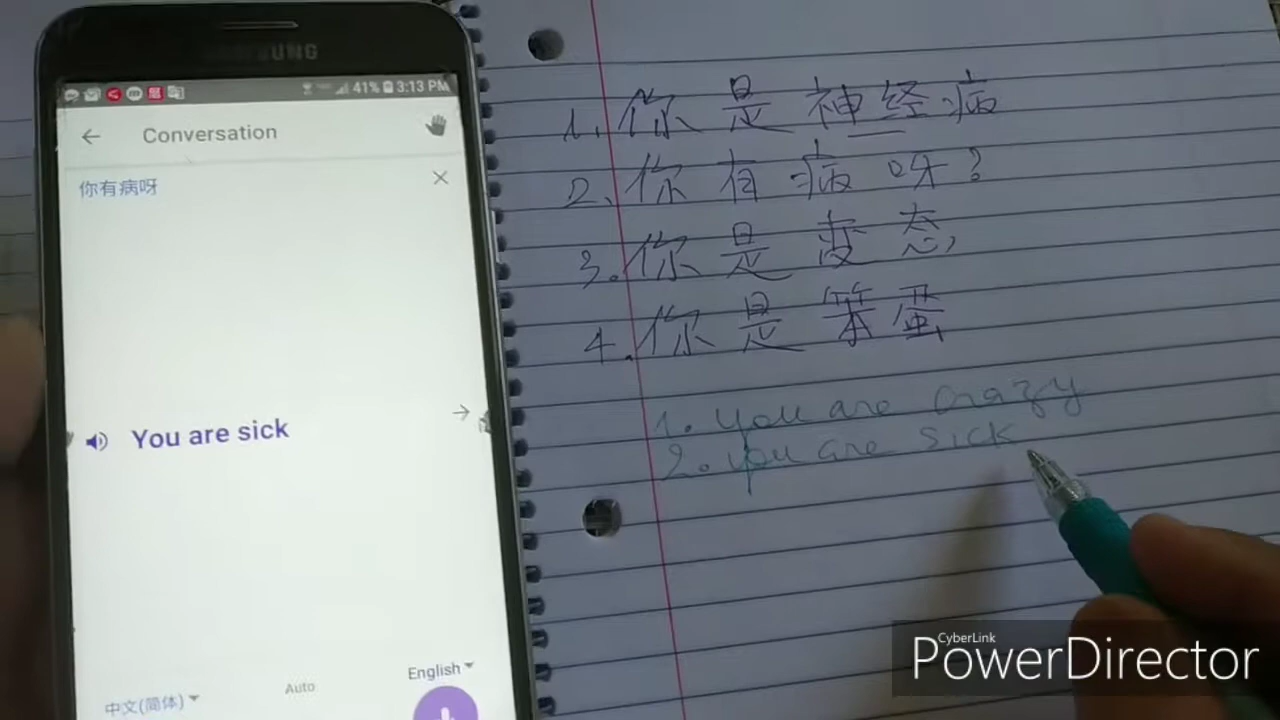 SAMSUNG
41% 3:13 PM
Conversation
你有病呀
You are sick
English
Auto
中文(简体)
1. 你是神经病
2. 你有病呀?
3. 你是变态
4. 你是笨蛋
1. You are crazy
2. you are sick
CyberLink
PowerDirector